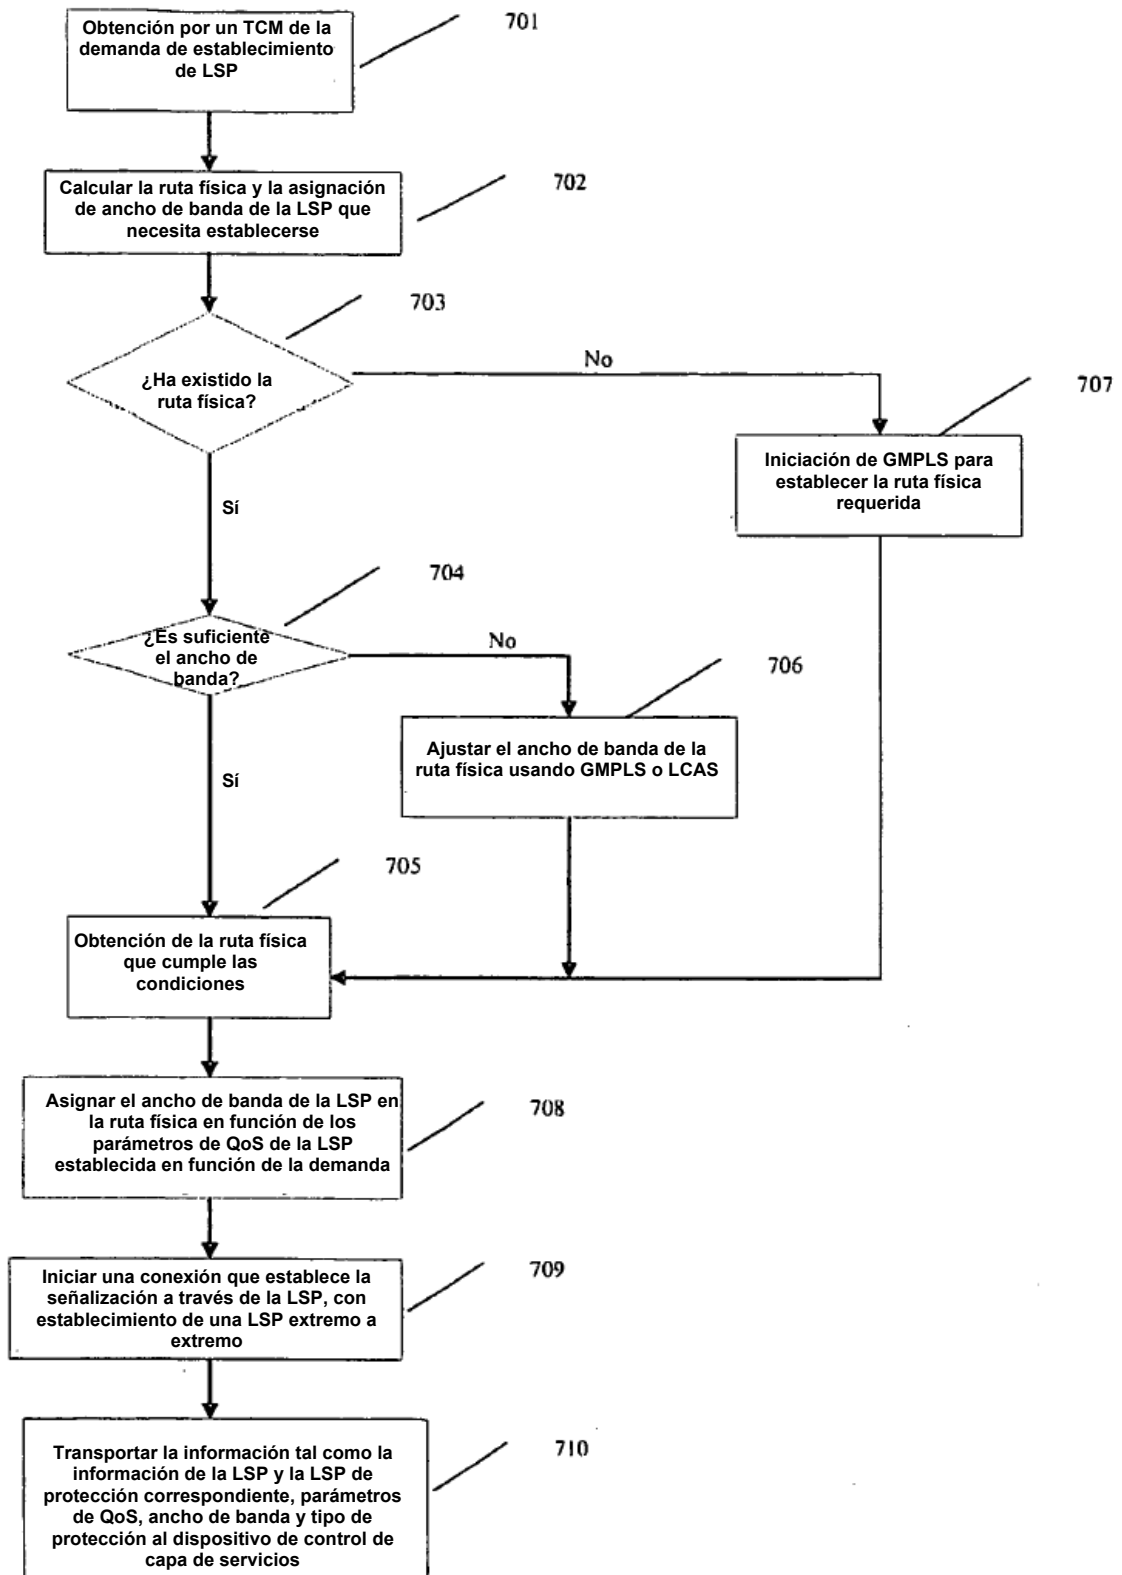 Obtención por un TCM de la
demanda de establecimiento
de LSP
701
Calcular la ruta física y la asignación
de ancho de banda de la LSP que
necesita establecerse
702
703
¿Ha existido la
ruta física?
No
707
Iniciación de GMPLS para
establecer la ruta física
requerida
Sí
704
¿Es suficiente
el ancho de
banda?
No
706
Ajustar el ancho de banda de la
ruta física usando GMPLS o LCAS
Sí
705
Obtención de la ruta física
que cumple las
condiciones
Asignar el ancho de banda de la LSP en
la ruta física en función de los
parámetros de QoS de la LSP
establecida en función de la demanda
708
Iniciar una conexión que establece la
señalización a través de la LSP, con
establecimiento de una LSP extremo a
extremo
709
Transportar la información tal como la
información de la LSP y la LSP de
protección correspondiente, parámetros
de QoS, ancho de banda y tipo de
protección al dispositivo de control de
capa de servicios
710